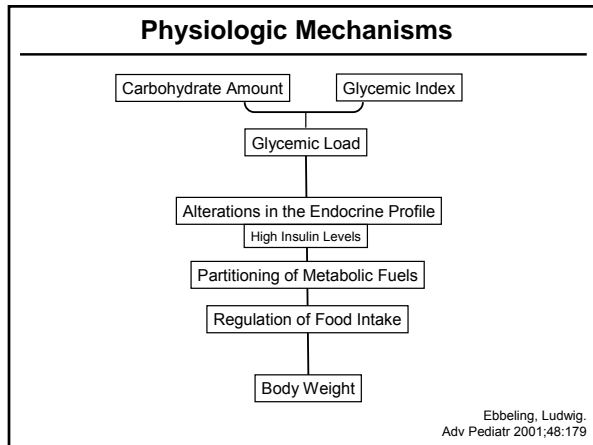 Physiologic Mechanisms
Carbohydrate Amount
Glycemic Index
Glycemic Load
Alterations in the Endocrine Profile
High Insulin Levels
Partitioning of Metabolic Fuels
Regulation of Food Intake
Body Weight
Ebbeling, Ludwig.
Adv Pediatr 2001;48:179